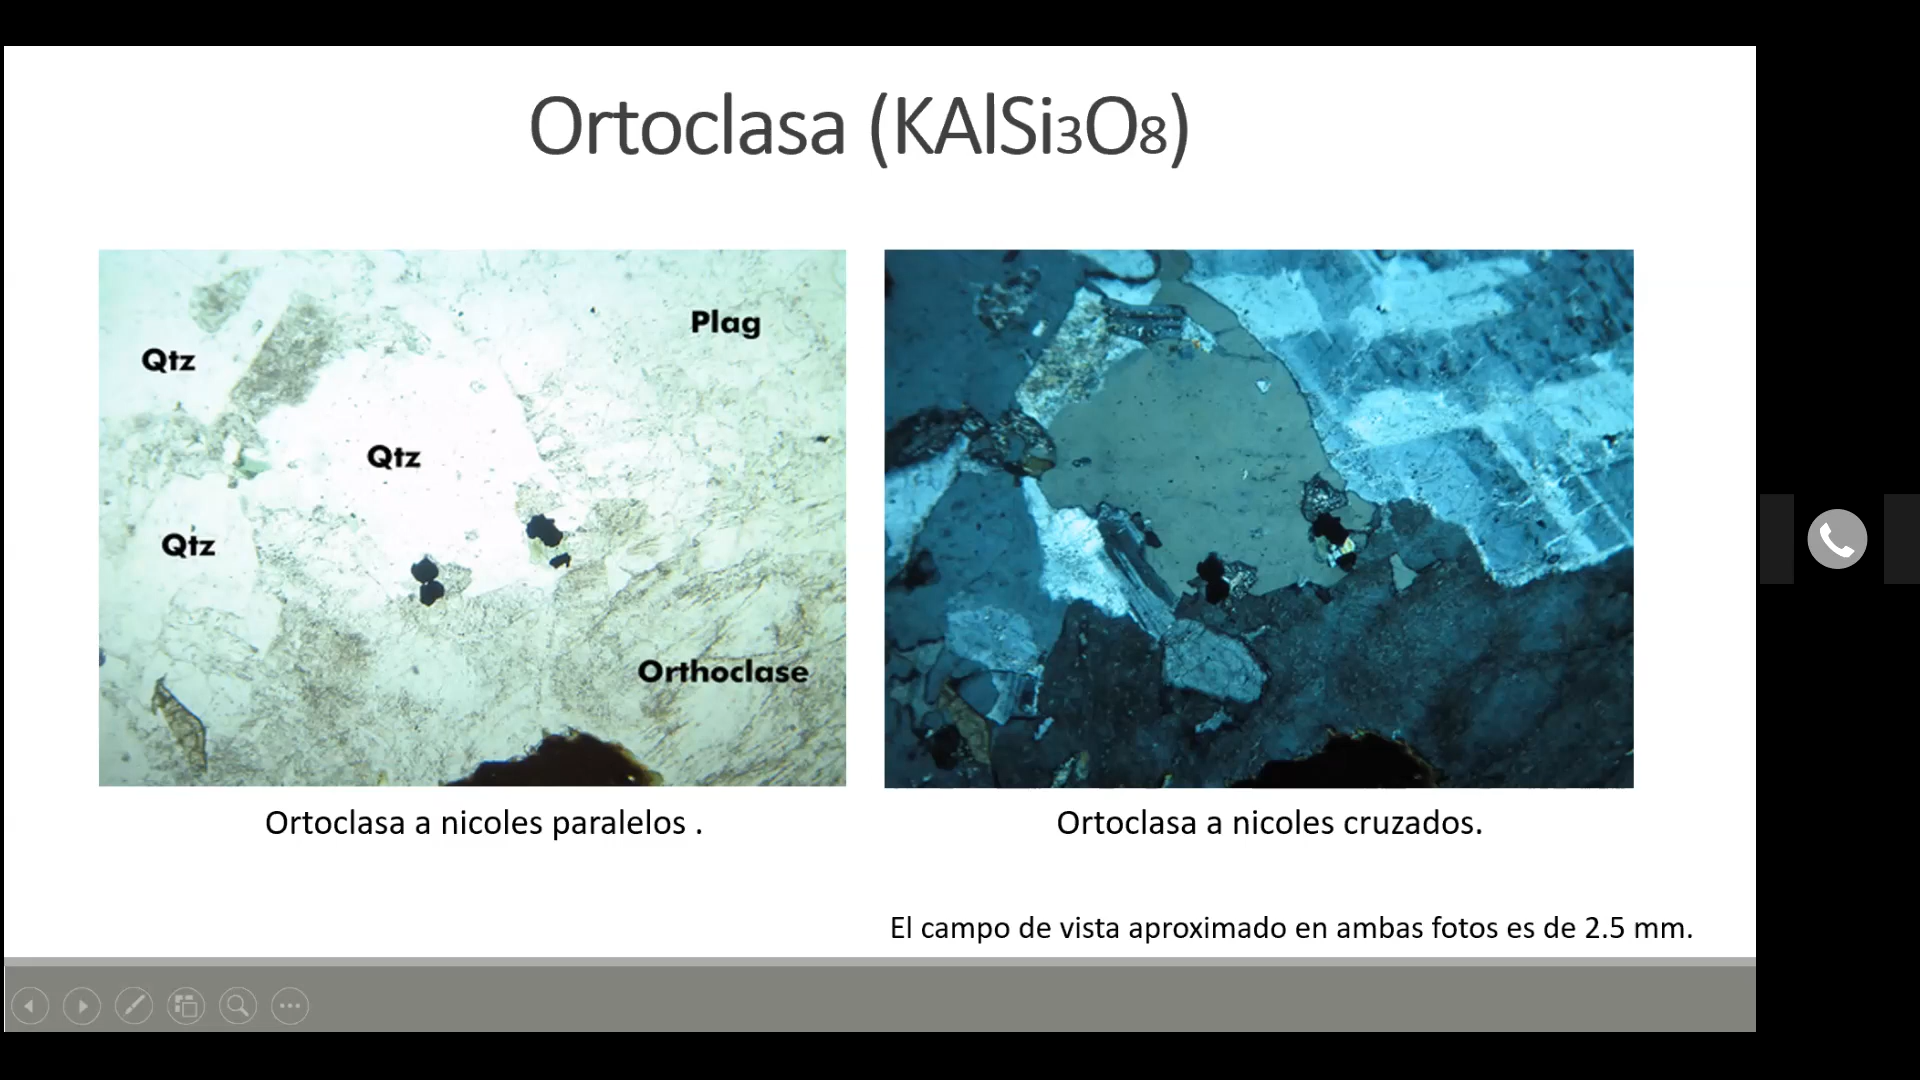 Ortoclasa (KAlSi3O8)
Plag
Qtz
Qtz
Qtz
Orthoclase
Ortoclasa a nicoles paralelos .
Ortoclasa a nicoles cruzados.
El campo de vista aproximado en ambas fotos es de 2.5 mm.